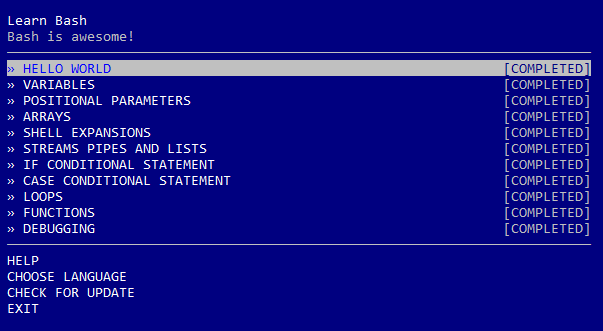 Learn Bash
Bash is awesome!
» HELLO WORLD [COMPLETED]
» VARIABLES [COMPLETED]
» POSITIONAL PARAMETERS [COMPLETED]
» ARRAYS [COMPLETED]
» SHELL EXPANSIONS [COMPLETED]
» STREAMS PIPES AND LISTS [COMPLETED]
» IF CONDITIONAL STATEMENT [COMPLETED]
» CASE CONDITIONAL STATEMENT [COMPLETED]
» LOOPS [COMPLETED]
» FUNCTIONS [COMPLETED]
» DEBUGGING [COMPLETED]
HELP
CHOOSE LANGUAGE
CHECK FOR UPDATE
EXIT